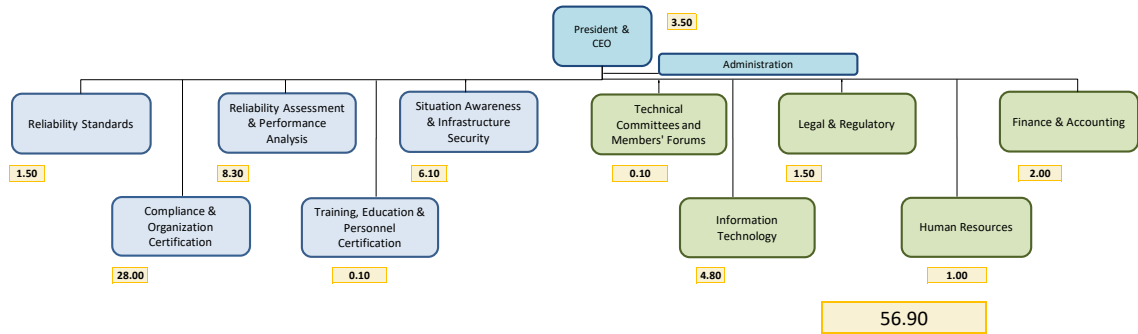 President &
CEO
3.50
Administration
Reliability Standards
1.50
Reliability Assessment
& Performance
Analysis
8.30
Situation Awareness
& Infrastructure
Security
6.10
Technical
Committees and
Members' Forums
0.10
Legal & Regulatory
1.50
Finance & Accounting
2.00
Compliance &
Organization
Certification
28.00
Training, Education &
Personnel
Certification
0.10
Information
Technology
4.80
Human Resources
1.00
56.90